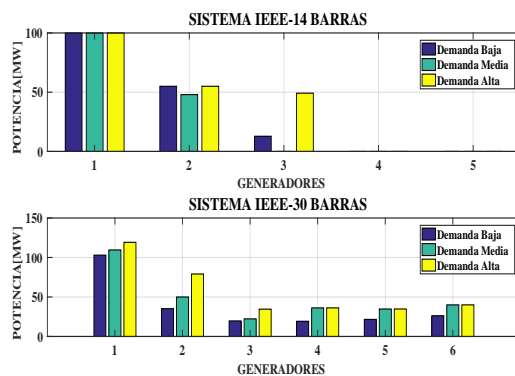 SISTEMA IEEE-14 BARRAS
POTENCIA[MW]
100
50
0
Demanda Baja
Demanda Media
Demanda Alta
1 2 3 4 5
GENERADORES
SISTEMA IEEE-30 BARRAS
POTENCIA[MW]
150
100
50
0
Demanda Baja
Demanda Media
Demanda Alta
1 2 3 4 5 6
GENERADORES